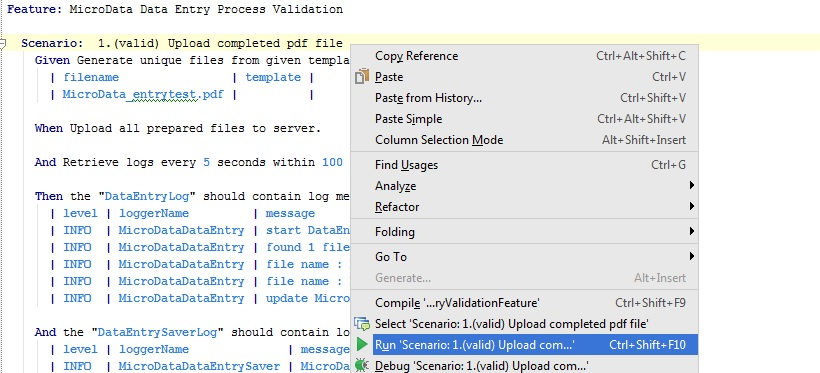 Feature: MicroData Data Entry Process Validation
Scenario: 1.(valid) Upload completed pdf file
Given Generate unique files from given templa
| filename | template |
| MicroData_entrytest.pdf | |
When Upload all prepared files to server.
And Retrieve logs every 5 seconds within 100
Then the "DataEntryLog" should contain log me
| level | loggerName | message
| INFO | MicroDataDataEntry | start DataEn
| INFO | MicroDataDataEntry | found 1 file
| INFO | MicroDataDataEntry | file name :
| INFO | MicroDataDataEntry | file name :
| INFO | MicroDataDataEntry | update Micro
And the "DataEntrySaverLog" should contain lo
| level | loggerName | messa
| INFO | MicroDataEntrySaver | MicroD
Copy Reference Ctrl+Alt+Shift+C
Paste Ctrl+V
Paste from History... Ctrl+Shift+V
Paste Simple Ctrl+Alt+Shift+V
Column Selection Mode Alt+Shift+Insert
Find Usages Ctrl+G
Analyze
Refactor
Folding
Go To
Generate... Alt+Insert
Compile '...ryValidationFeature' Ctrl+Shift+F9
Select 'Scenario: 1.(valid) Upload completed pdf file'
Run 'Scenario: 1.(valid) Upload com...' Ctrl+Shift+F10
Debug 'Scenario: 1.(valid) Upload com...'